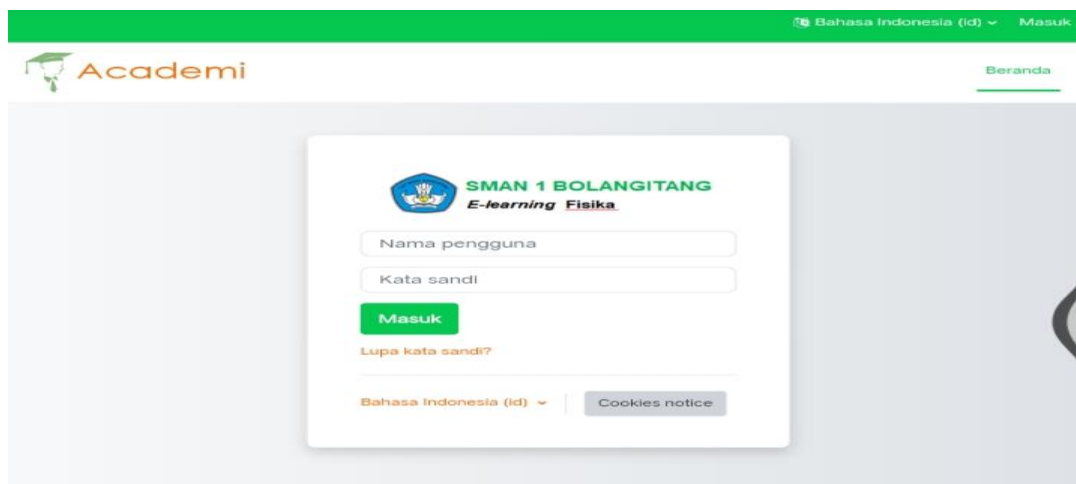 Bahasa Indonesia (id) Masuk
Academi
Beranda
SMAN 1 BOLANGITANG
E-learning Fisika
Nama pengguna
Kata sandi
Masuk
Lupa kata sandi?
Bahasa Indonesia (id) Cookies notice